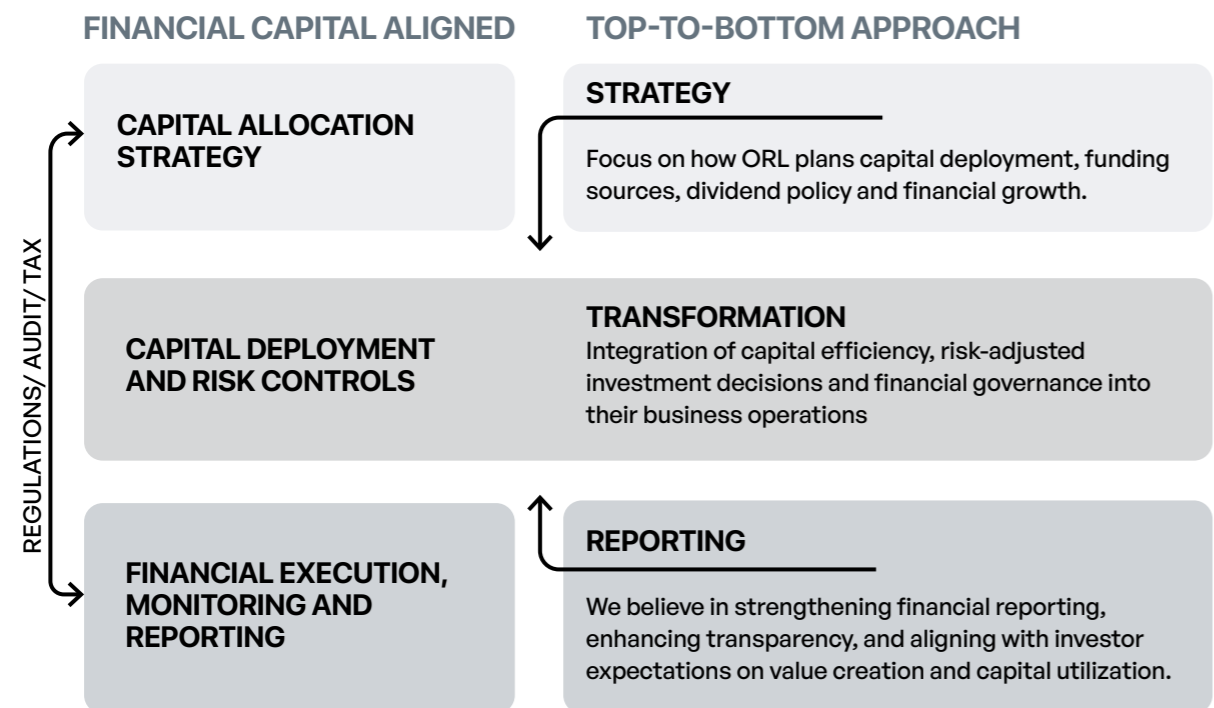 FINANCIAL CAPITAL ALIGNED
TOP-TO-BOTTOM APPROACH
REGULATIONS/ AUDIT/ TAX
CAPITAL ALLOCATION
STRATEGY
STRATEGY
Focus on how ORL plans capital deployment, funding
sources, dividend policy and financial growth.
CAPITAL DEPLOYMENT
AND RISK CONTROLS
TRANSFORMATION
Integration of capital efficiency, risk-adjusted
investment decisions and financial governance into
their business operations
FINANCIAL EXECUTION,
MONITORING AND
REPORTING
REPORTING
We believe in strengthening financial reporting,
enhancing transparency, and aligning with investor
expectations on value creation and capital utilization.